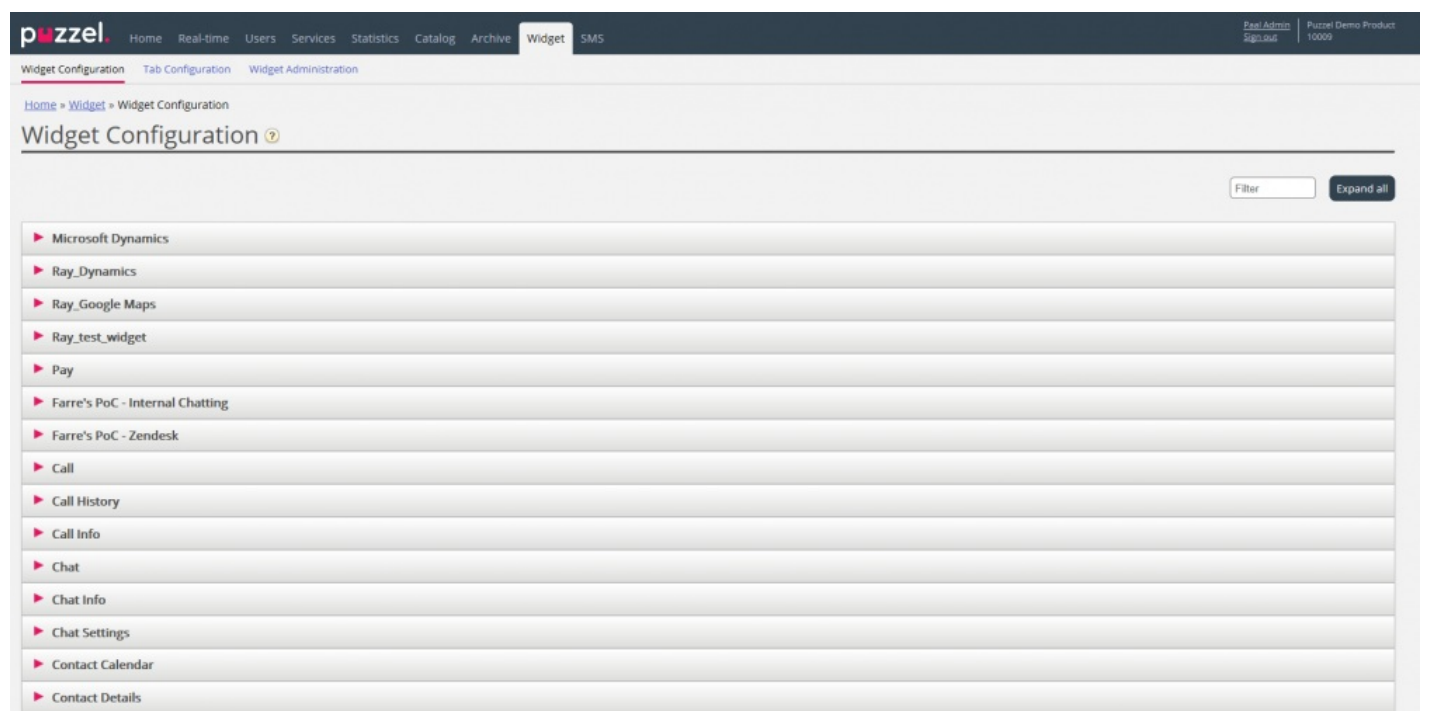 puzzel. Home Real-time Users Services Statistics Catalog Archive Widget SMS
Paal Admin Puzzel Demo Product
Sign out 10009
Widget Configuration Tab Configuration Widget Administration
Home » Widget » Widget Configuration
Widget Configuration ?
Filter Expand all
Microsoft Dynamics
Ray_Dynamics
Ray_Google Maps
Ray_test_widget
Pay
Farre's PoC - Internal Chatting
Farre's PoC - Zendesk
Call
Call History
Call Info
Chat
Chat Info
Chat Settings
Contact Calendar
Contact Details